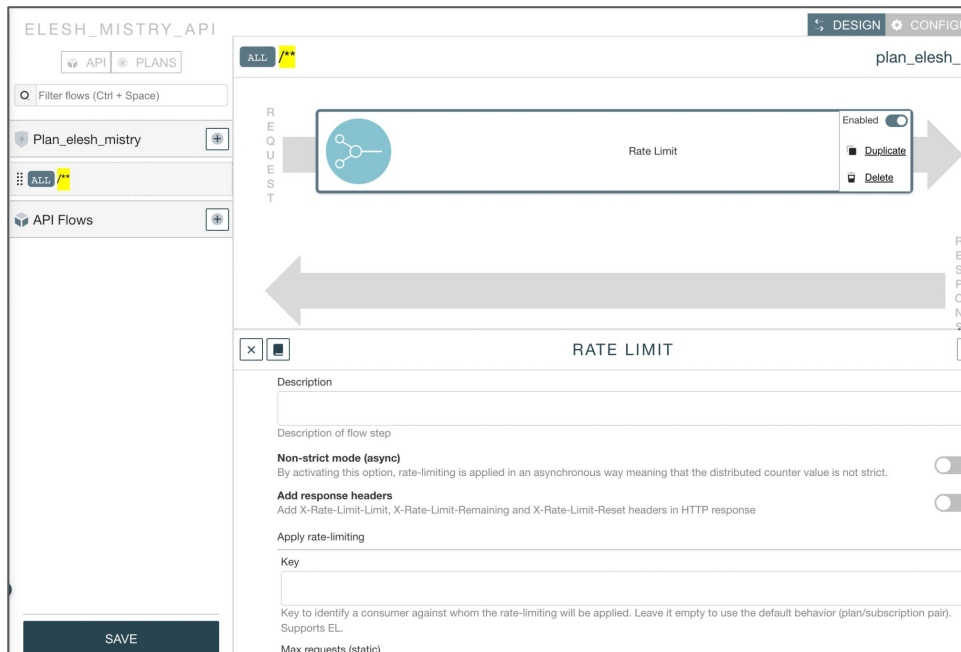 ELESH_MISTRY_API
API PLANS
Filter flows (Ctrl + Space)
Plan_elesh_mistry
ALL /**
API Flows
SAVE
DESIGN CONFIGU
ALL /** plan_elesh_
REQUEST
Rate Limit
Enabled
Duplicate
Delete
RESPONS
RATE LIMIT
Description
Description of flow step
Non-strict mode (async)
By activating this option, rate-limiting is applied in an asynchronous way meaning that the distributed counter value is not strict.
Add response headers
Add X-Rate-Limit-Limit, X-Rate-Limit-Remaining and X-Rate-Limit-Reset headers in HTTP response
Apply rate-limiting
Key
Key to identify a consumer against whom the rate-limiting will be applied. Leave it empty to use the default behavior (plan/subscription pair).
Supports EL.
Max requests (static)